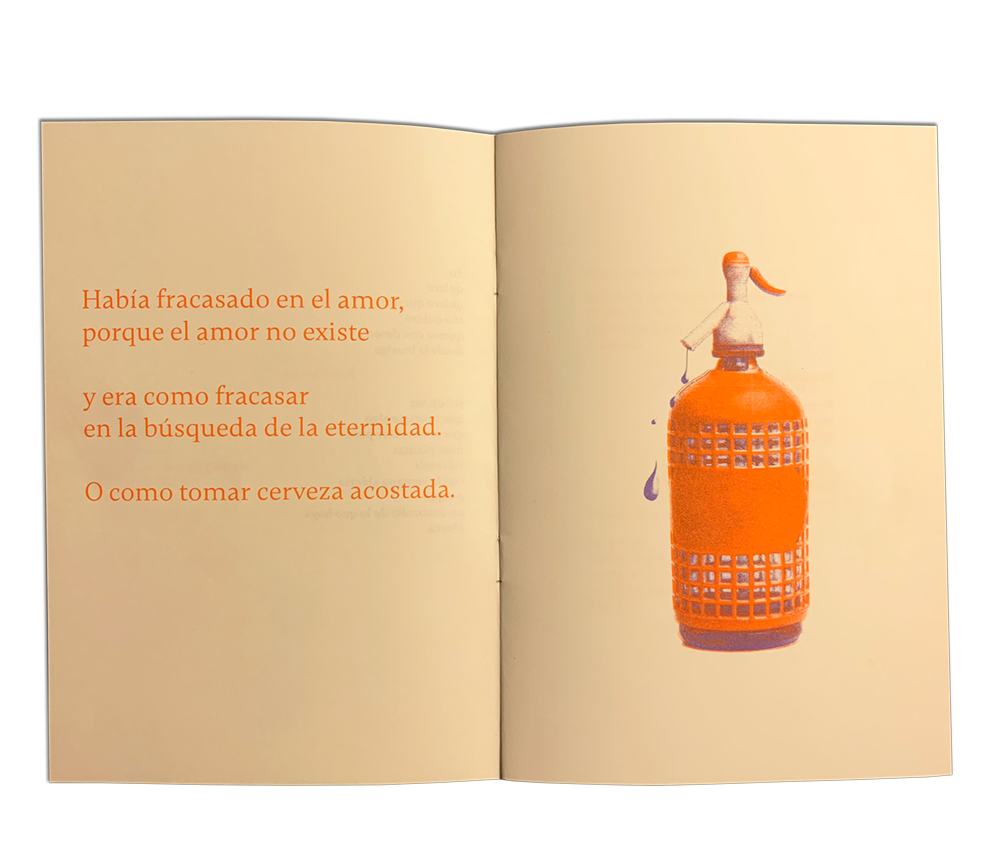 Había fracasado en el amor,
porque el amor no existe
y era como fracasar
en la búsqueda de la eternidad.
O como tomar cerveza acostada.